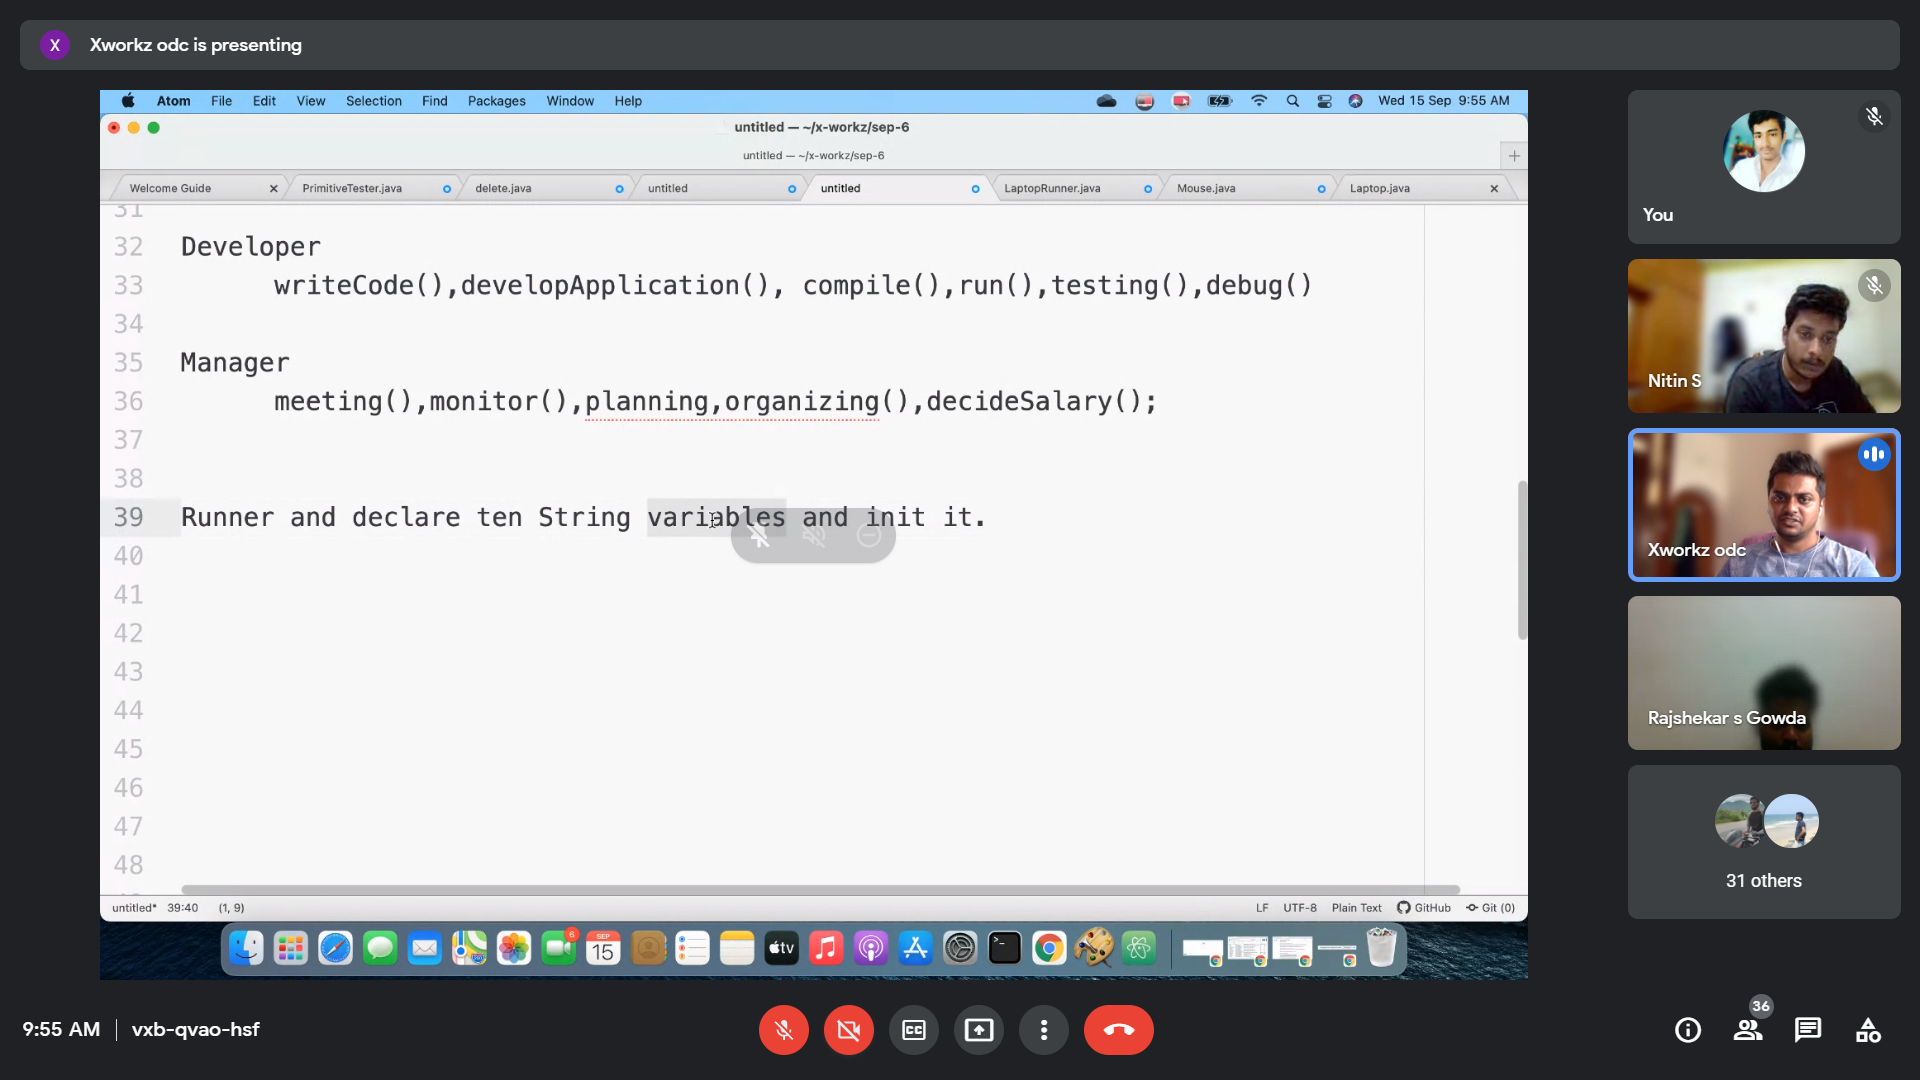 X Xworkz odc is presenting
Atom File Edit View Selection Find Packages Window Help Wed 15 Sep 9:55 AM
untitled — ~/x-workz/sep-6
untitled — ~/x-workz/sep-6
Welcome Guide PrimitiveTester.java delete.java untitled untitled LaptopRunner.java Mouse.java Laptop.java
31
32 Developer
33 writeCode(),developApplication(), compile(),run(),testing(),debug()
34
35 Manager
36 meeting(),monitor(),planning,organizing(),decideSalary();
37
38
39 Runner and declare ten String variables and init it.
40
41
42
43
44
45
46
47
48
untitled* 39:40 (1, 9) LF UTF-8 Plain Text GitHub Git (0)
6
SEP
15
tv
You
Nitin S
Xworkz odc
Rajshekar s Gowda
31 others
9:55 AM | vxb-qvao-hsf
CC
36